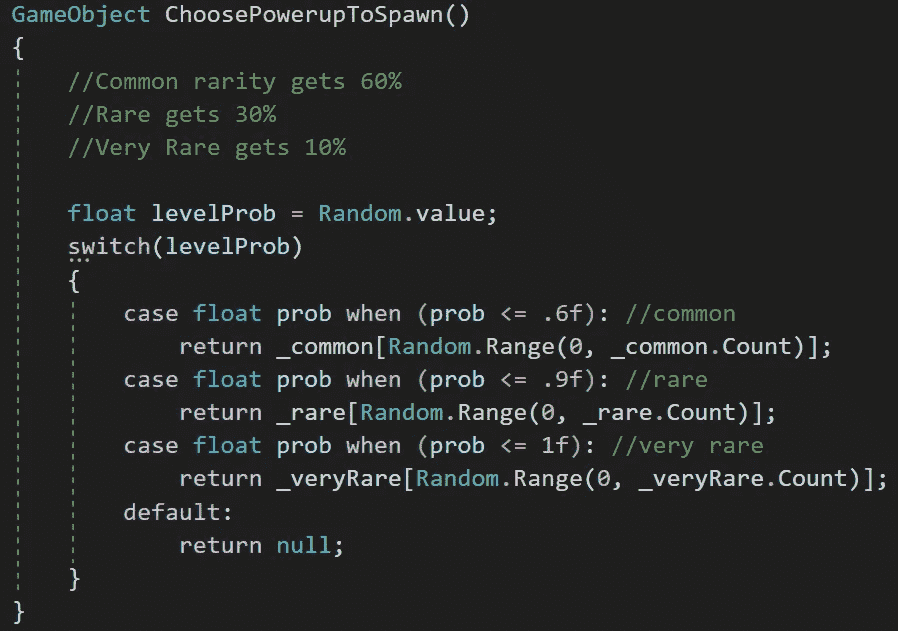 GameObject ChoosePowerupToSpawn()
{
//Common rarity gets 60%
//Rare gets 30%
//Very Rare gets 10%
float levelProb = Random.value;
switch(levelProb)
{
case float prob when (prob <= .6f): //common
return _common[Random.Range(0, _common.Count)];
case float prob when (prob <= .9f): //rare
return _rare[Random.Range(0, _rare.Count)];
case float prob when (prob <= 1f): //very rare
return _veryRare[Random.Range(0, _veryRare.Count)];
default:
return null;
}
}